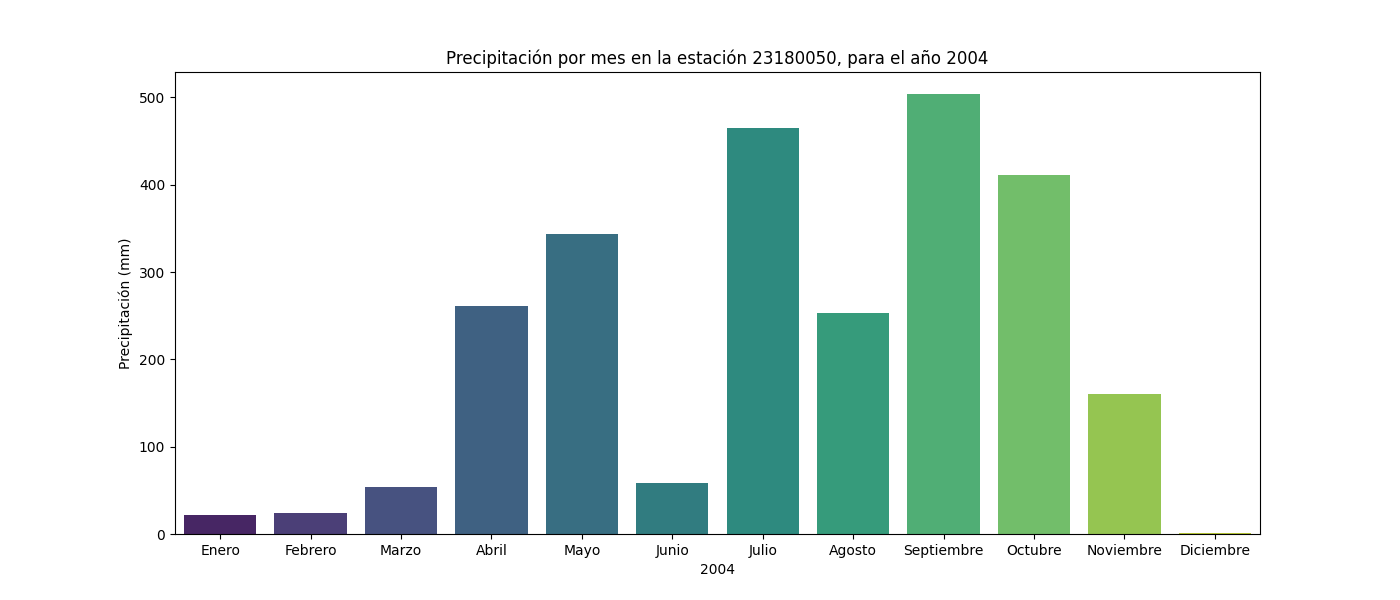 Precipitación por mes en la estación 23180050, para el año 2004
Precipitación (mm)
500
400
300
200
100
0
Enero Febrero Marzo Abril Mayo Junio Julio Agosto Septiembre Octubre Noviembre Diciembre
2004